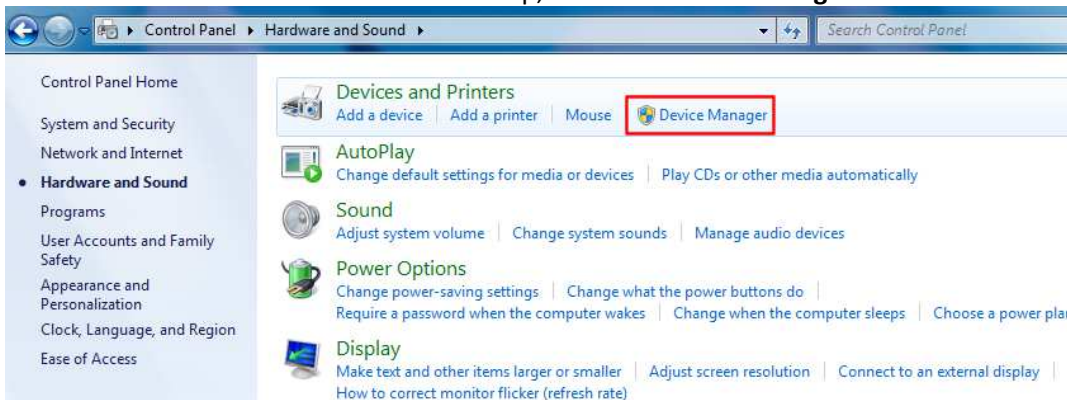 Control Panel ▸ Hardware and Sound ▸
Search Control Panel
Control Panel Home
System and Security
Network and Internet
• Hardware and Sound
Programs
User Accounts and Family
Safety
Appearance and
Personalization
Clock, Language, and Region
Ease of Access
Devices and Printers
Add a device | Add a printer | Mouse | Device Manager
AutoPlay
Change default settings for media or devices | Play CDs or other media automatically
Sound
Adjust system volume | Change system sounds | Manage audio devices
Power Options
Change power-saving settings | Change what the power buttons do |
Require a password when the computer wakes | Change when the computer sleeps | Choose a power
Display
Make text and other items larger or smaller | Adjust screen resolution | Connect to an external display |
How to correct monitor flicker (refresh rate)